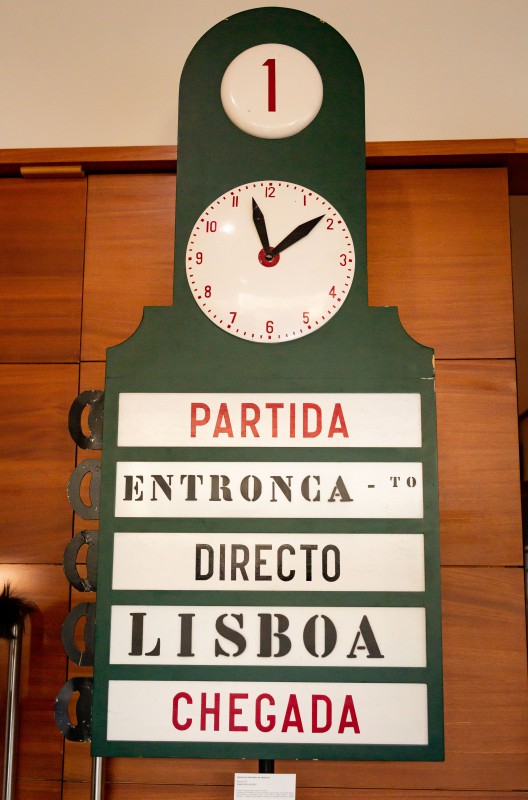 1
12
1
2
3
4
5
6
7
8
9
10
11
PARTIDA
ENTRONCA - TO
DIRECTO
LISBOA
CHEGADA